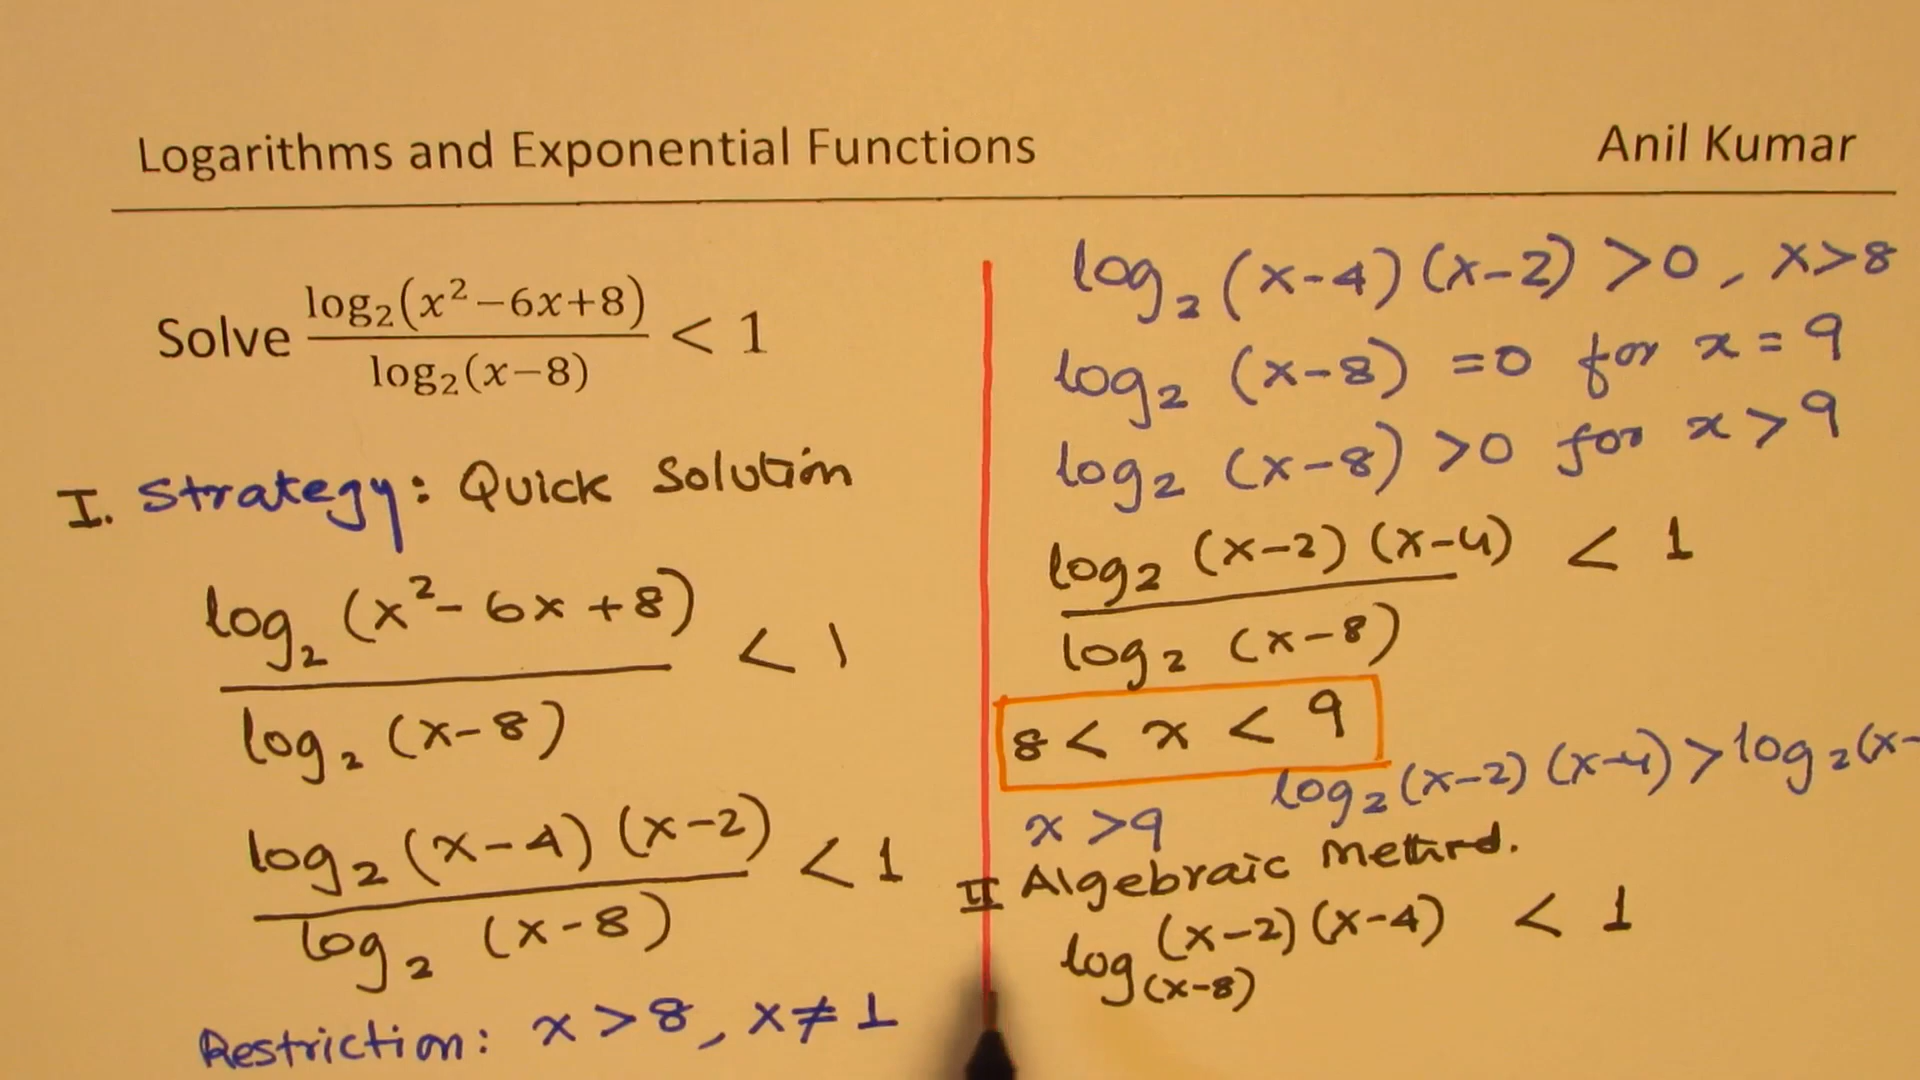 Logarithms and Exponential Functions
Anil Kumar
Solve log₂(x²−6x+8) / log₂(x−8) < 1
I. Strategy: Quick Solution
log₂ (x²- 6x +8) / log₂ (x-8) < 1
log₂ (x-4) (x-2) / log₂ (x-8) < 1
Restriction: x > 8, x ≠ 1
log₂ (x-4) (x-2) >0, x>8
log₂ (x-8) =0 for x = 9
log₂ (x-8) >0 for x > 9
log₂ (x-2) (x-4) / log₂ (x-8) < 1
8 < x < 9
x >9 log₂ (x-2) (x-4) > log₂ (x-
II Algebraic Method.
log₍ₓ₋₈₎ (x-2) (x-4) < 1